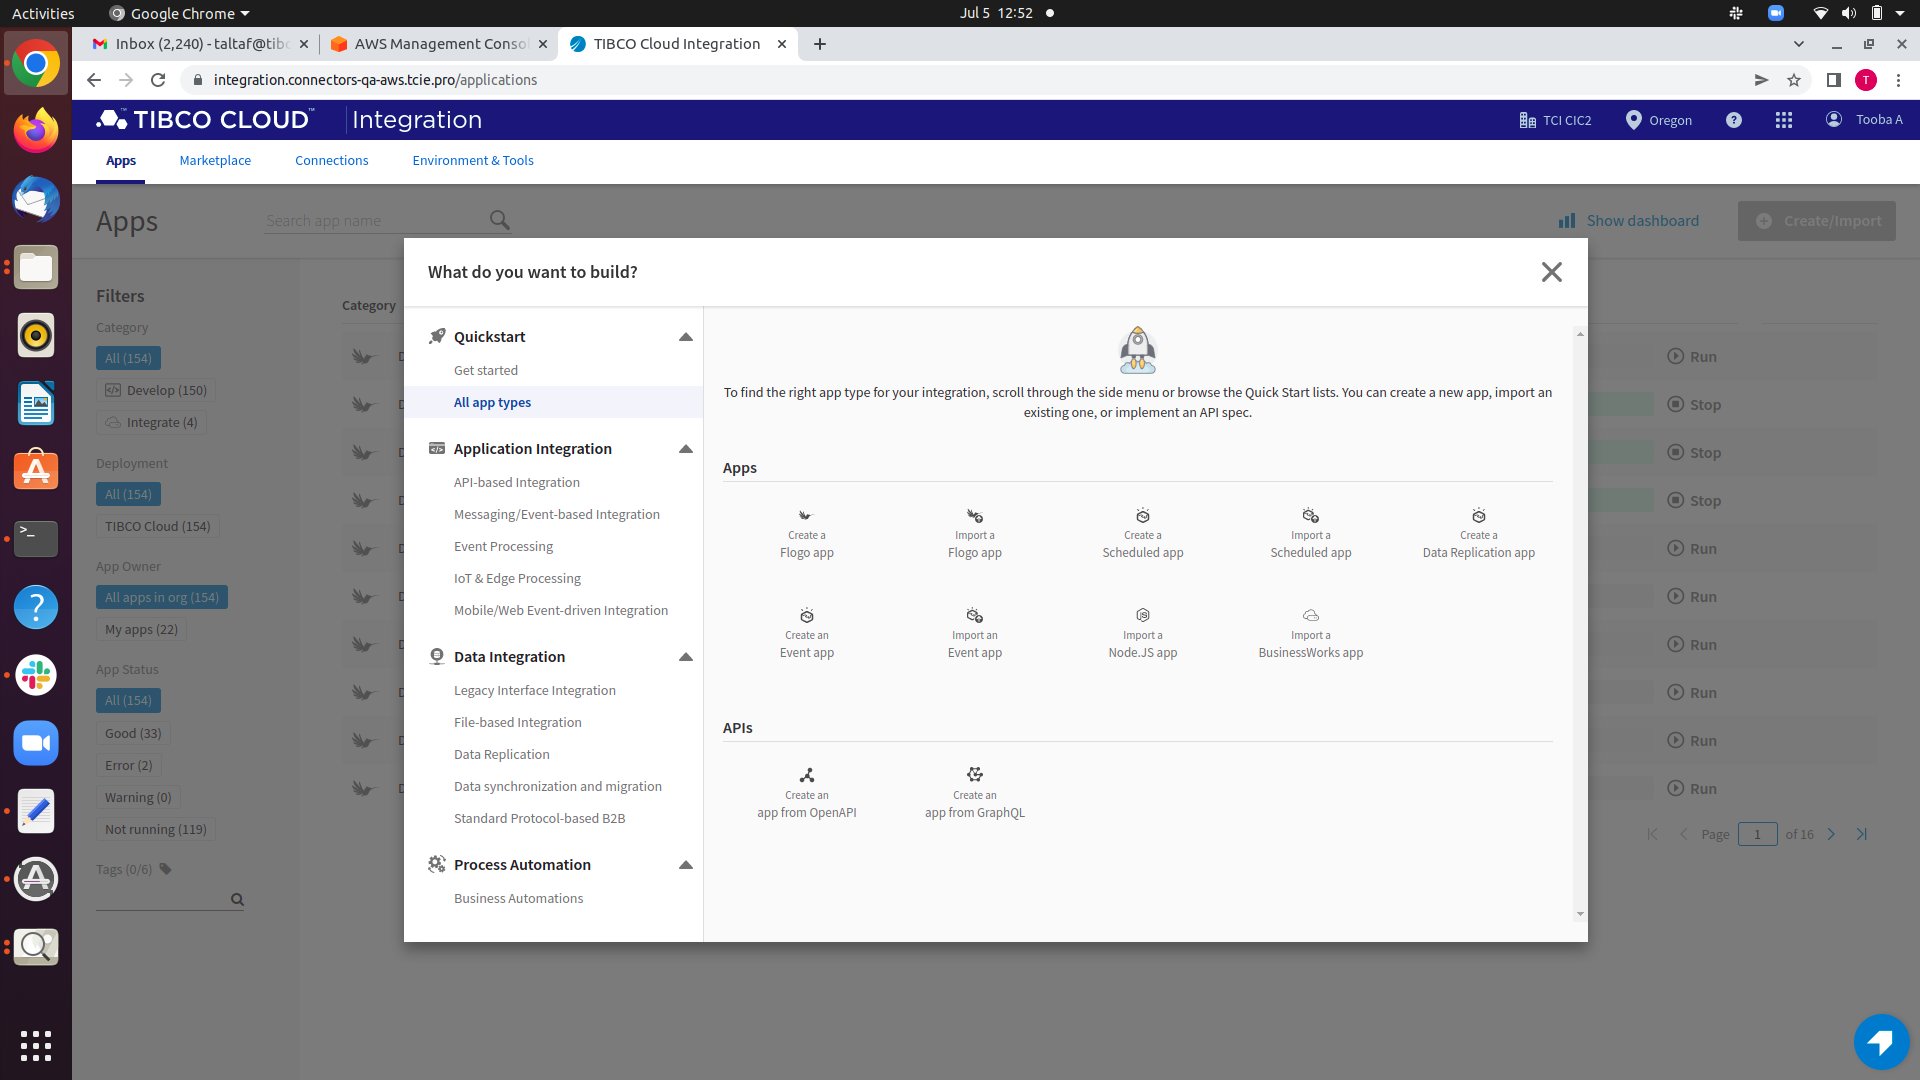 Activities
Google Chrome
Jul 5 12:52
Inbox (2,240) - taltaf@tibc
AWS Management Conso
TIBCO Cloud Integration
integration.connectors-qa-aws.tcie.pro/applications
T
TIBCO CLOUD™ Integration
TCI CIC2
Oregon
Tooba A
Apps
Marketplace
Connections
Environment & Tools
Apps
Search app name
Show dashboard
Create/Import
What do you want to build?
Filters
Category
All (154)
Develop (150)
Integrate (4)
Deployment
All (154)
TIBCO Cloud (154)
App Owner
All apps in org (154)
My apps (22)
App Status
All (154)
Good (33)
Error (2)
Warning (0)
Not running (119)
Tags (0/6)
Category
Quickstart
Get started
All app types
Application Integration
API-based Integration
Messaging/Event-based Integration
Event Processing
IoT & Edge Processing
Mobile/Web Event-driven Integration
Data Integration
Legacy Interface Integration
File-based Integration
Data Replication
Data synchronization and migration
Standard Protocol-based B2B
Process Automation
Business Automations
To find the right app type for your integration, scroll through the side menu or browse the Quick Start lists. You can create a new app, import an
existing one, or implement an API spec.
Apps
Create a
Flogo app
Import a
Flogo app
Create a
Scheduled app
Import a
Scheduled app
Create a
Data Replication app
Create an
Event app
Import an
Event app
Import a
Node.JS app
Import a
BusinessWorks app
APIs
Create an
app from OpenAPI
Create an
app from GraphQL
Run
Stop
Stop
Stop
Run
Run
Run
Run
Run
Run
Page 1 of 16